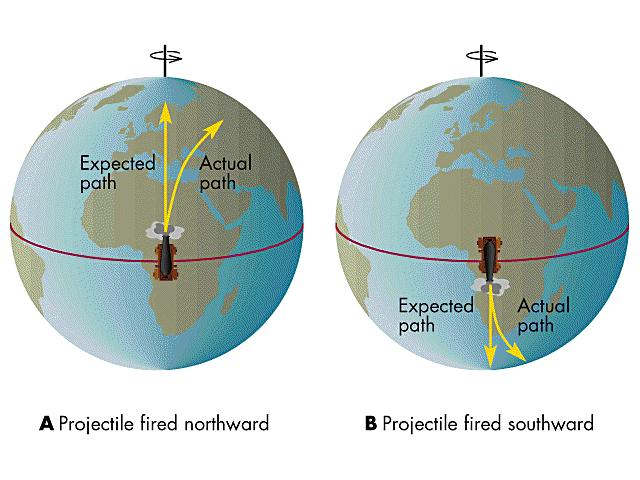 Expected
path
Actual
path
Expected
path
Actual
path
A Projectile fired northward
B Projectile fired southward